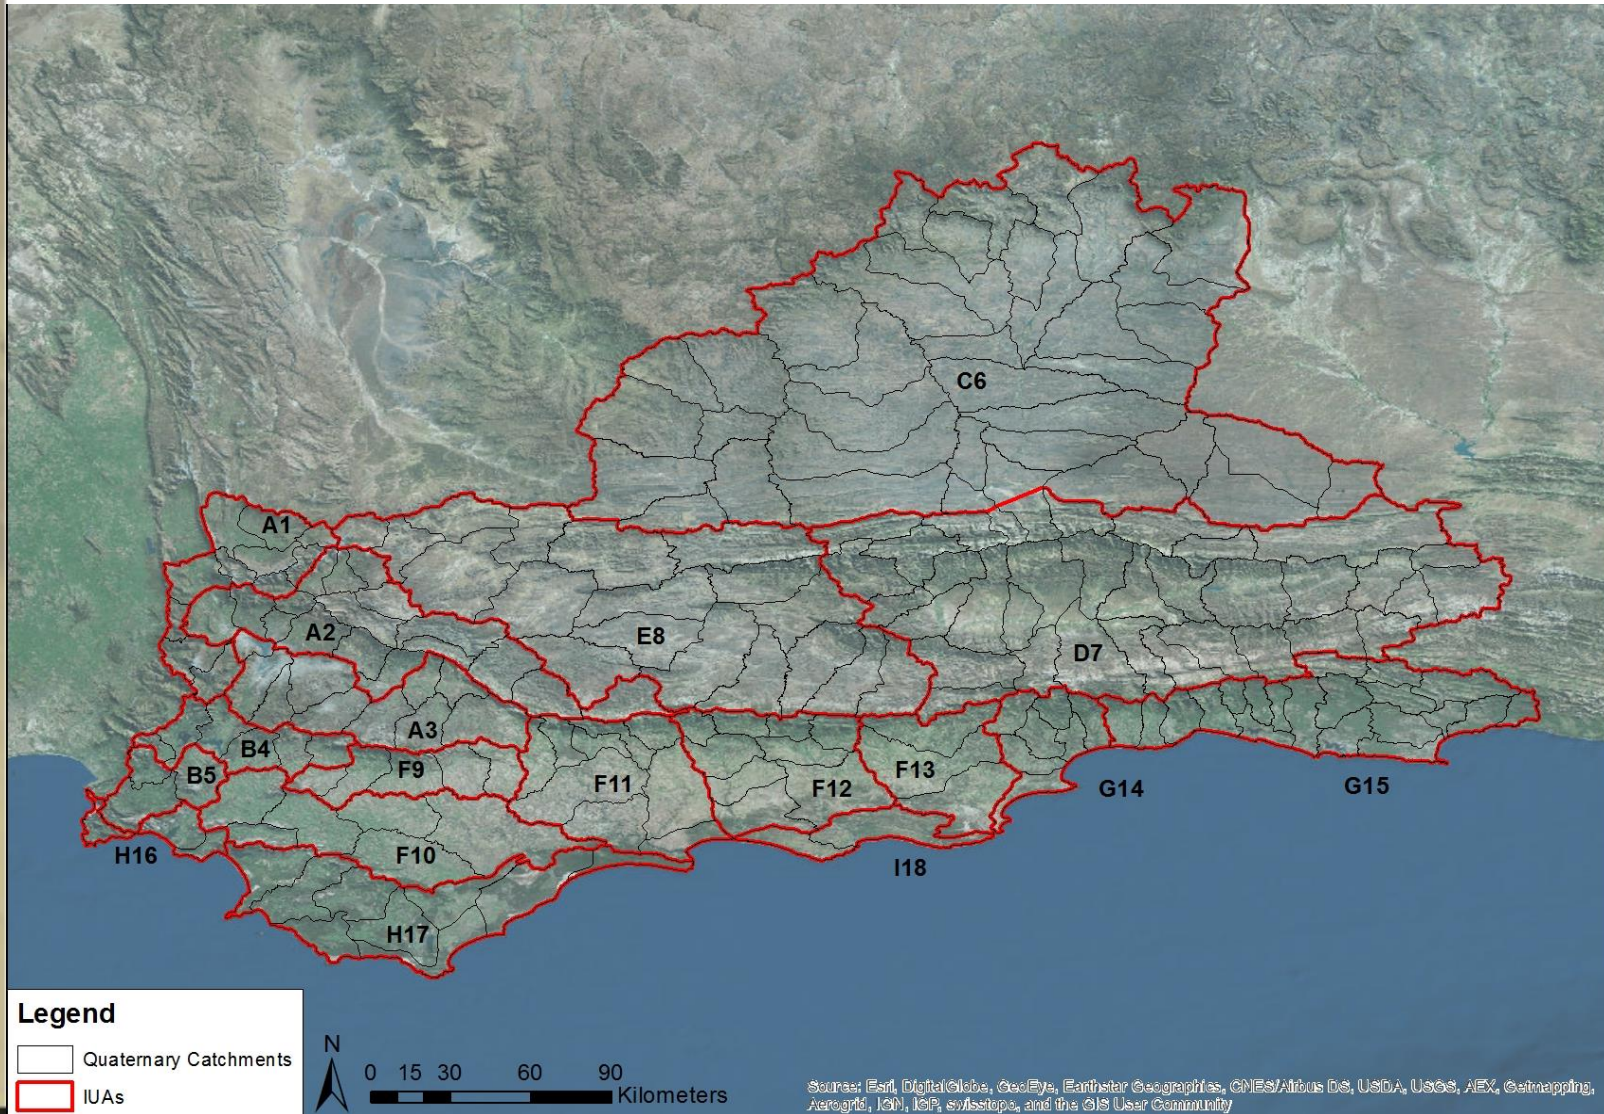 C6
A1
A2
E8
D7
A3
B4
B5
F9
F11
F12
F13
G14
G15
H16
F10
I18
H17
Legend
Quaternary Catchments
IUAs
N
0 15 30 60 90
Kilometers
Source: Esri, DigitalGlobe, GeoEye, Earthstar Geographics, CNES/Airbus DS, USDA, USGS, AEX, Getmapping,
Aerogrid, IGN, IGP, swisstopo, and the GIS User Community